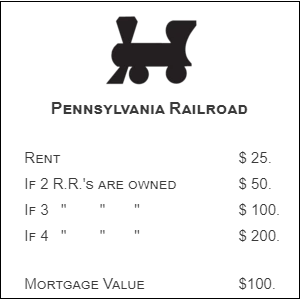 Pennsylvania Railroad
Rent $ 25.
If 2 R.R.'s are owned $ 50.
If 3 " " " $ 100.
If 4 " " " $ 200.
Mortgage Value $100.